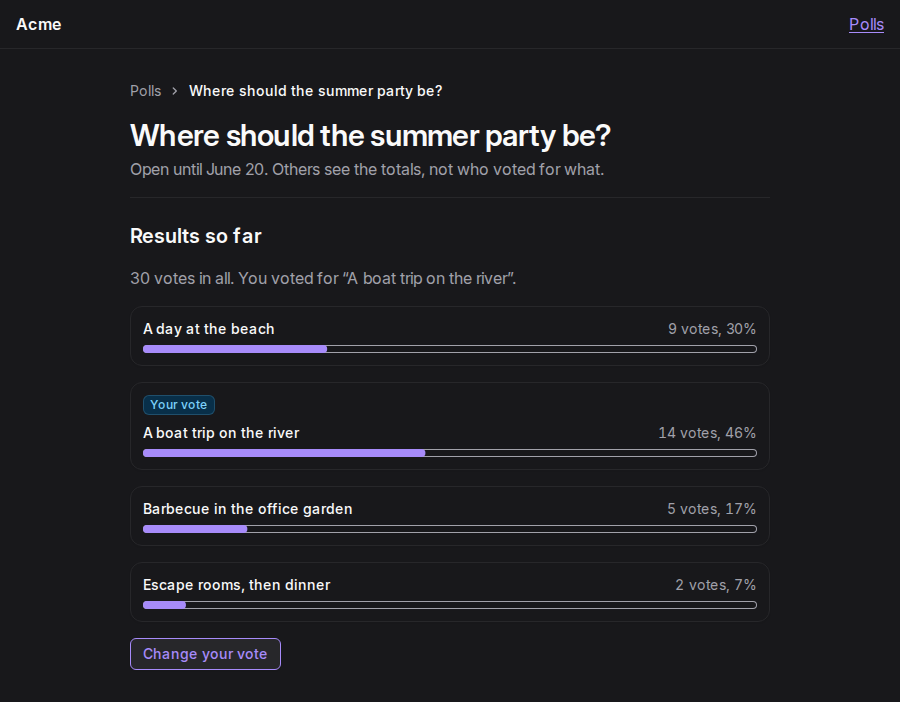 Acme
Polls
Polls > Where should the summer party be?
Where should the summer party be?
Open until June 20. Others see the totals, not who voted for what.
Results so far
30 votes in all. You voted for “A boat trip on the river”.
A day at the beach
9 votes, 30%
Your vote
A boat trip on the river
14 votes, 46%
Barbecue in the office garden
5 votes, 17%
Escape rooms, then dinner
2 votes, 7%
Change your vote